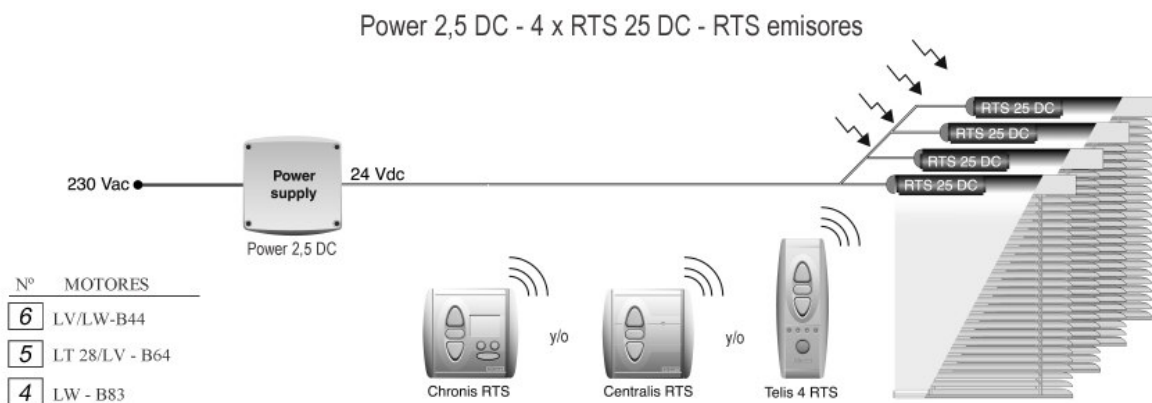 Power 2,5 DC - 4 x RTS 25 DC - RTS emisores
RTS 25 DC
RTS 25 DC
RTS 25 DC
RTS 25 DC
230 Vac
Power
supply
24 Vdc
Power 2,5 DC
Nº MOTORES
6 LV/LW-B44
5 LT 28/LV - B64
4 LW - B83
y/o
y/o
Chronis RTS
Centralis RTS
Telis 4 RTS